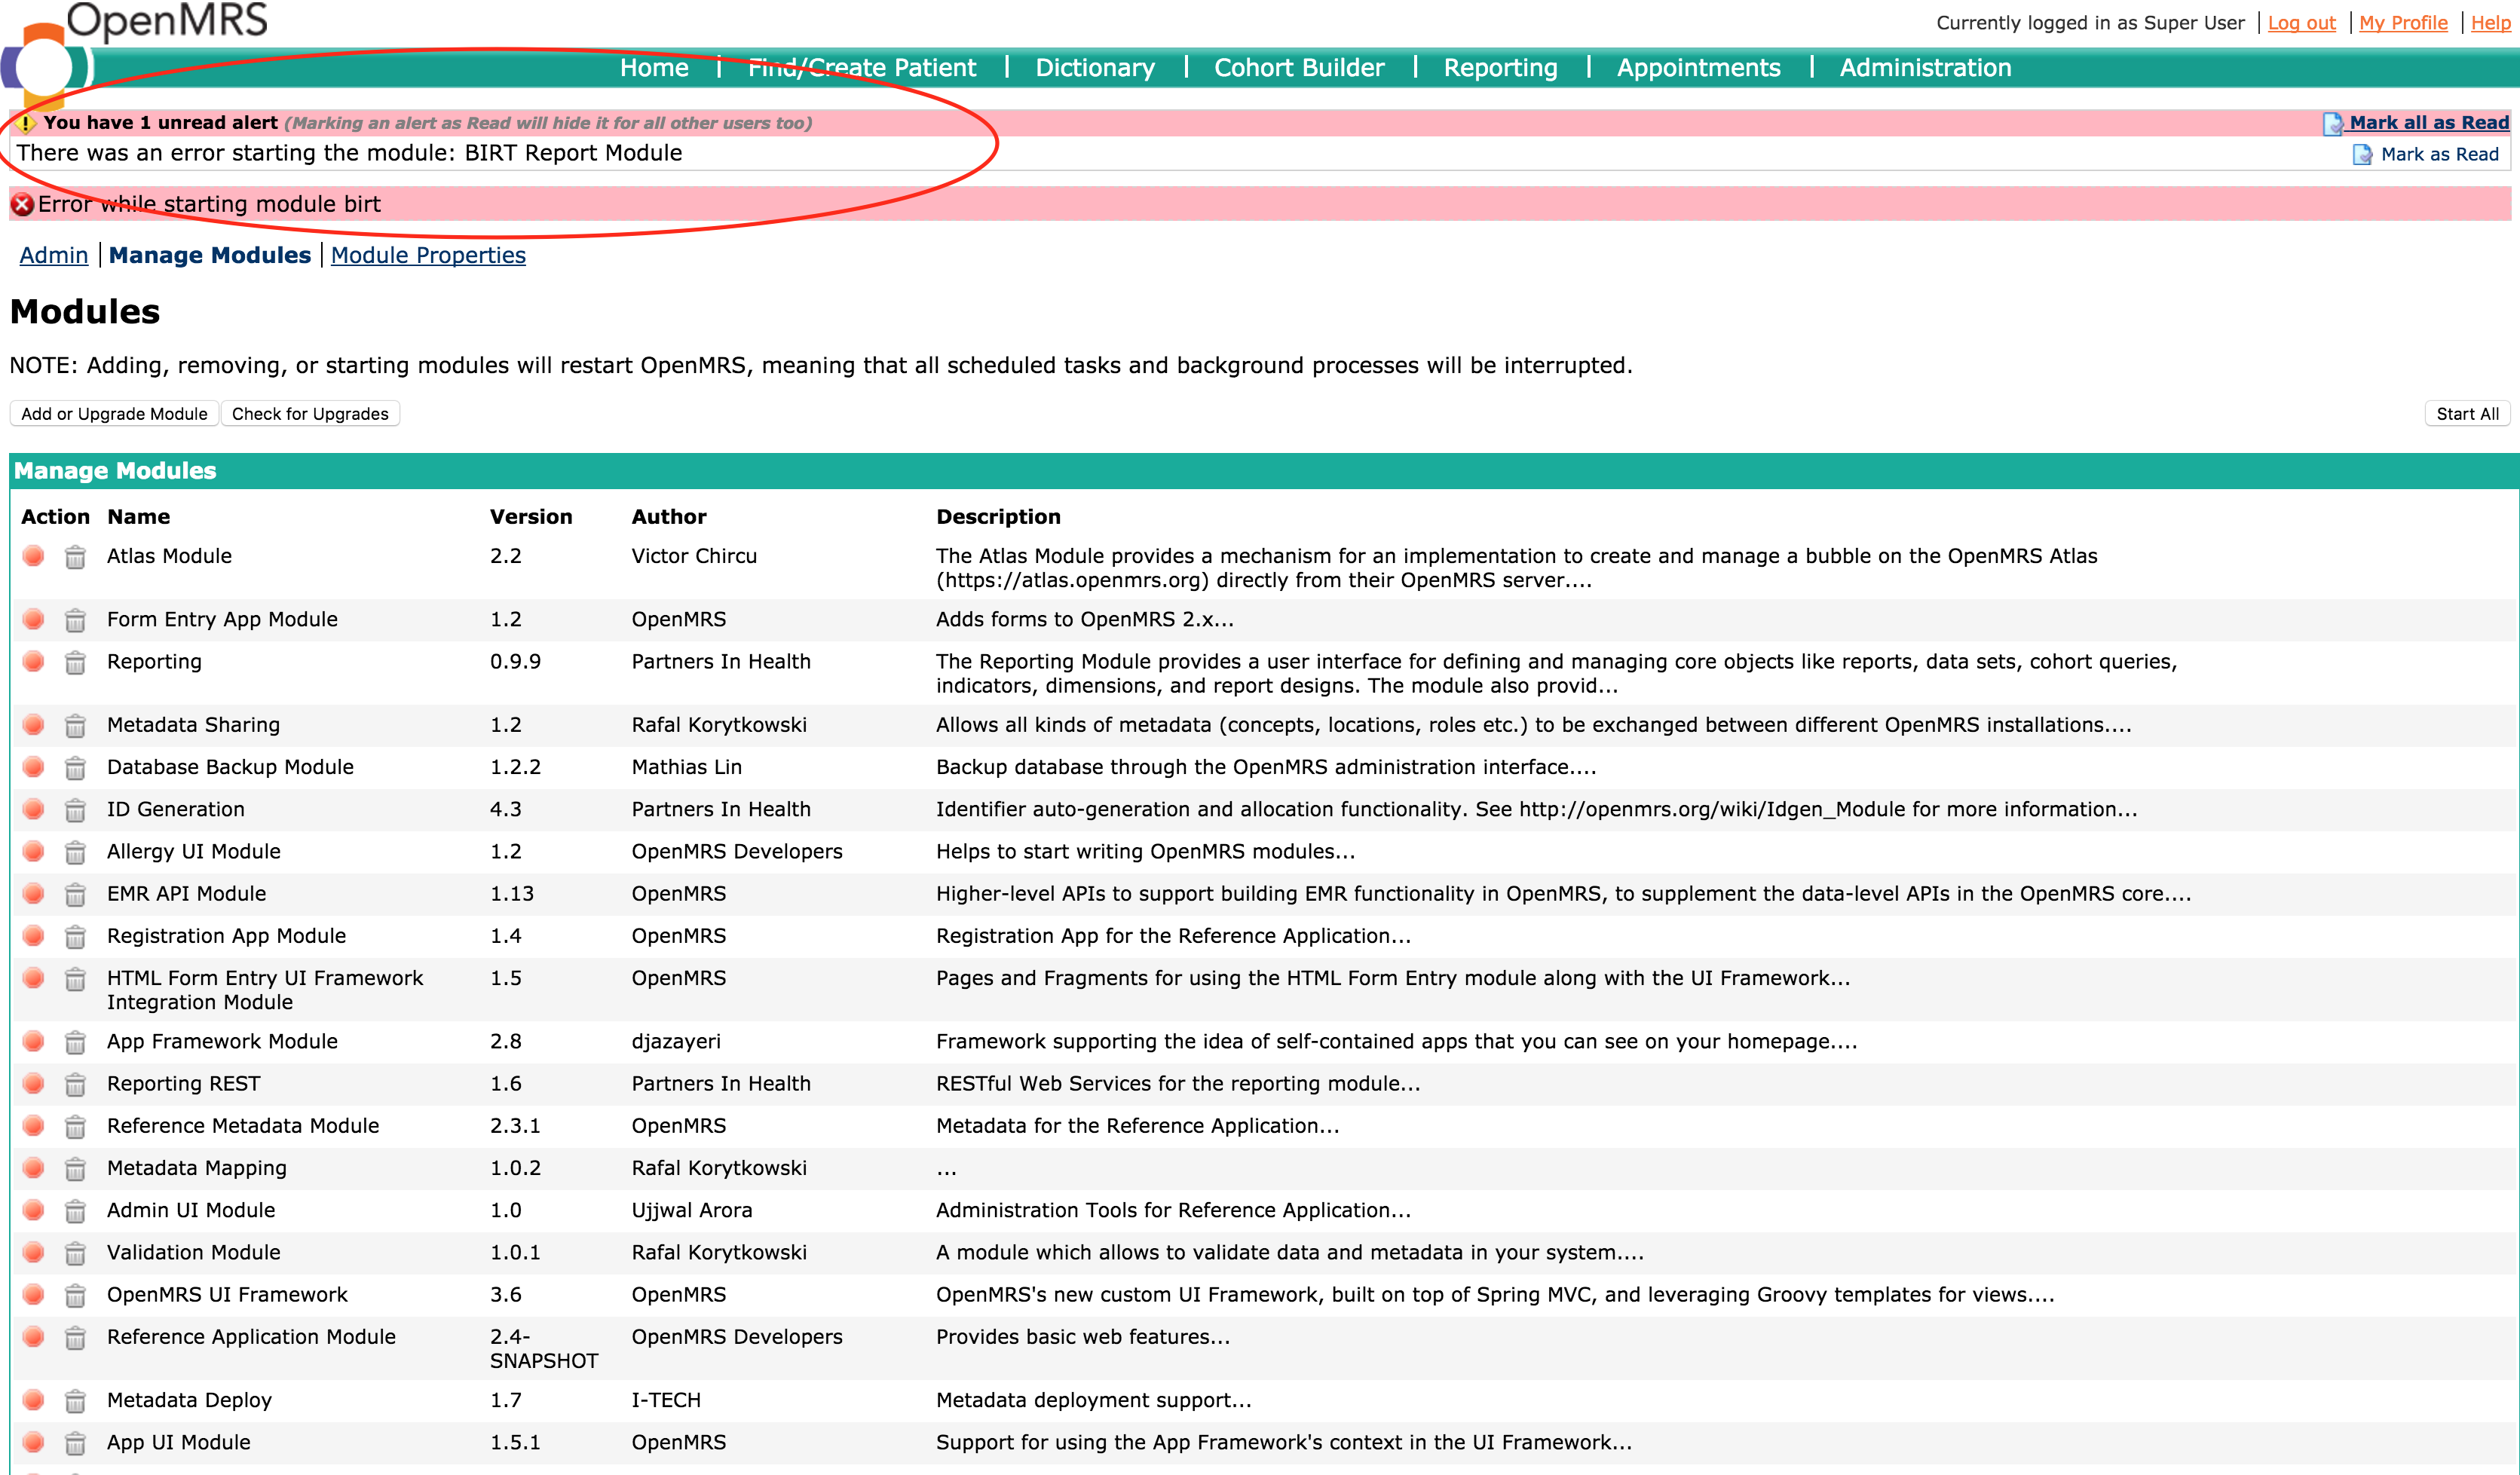 OpenMRS
Currently logged in as Super User | Log out | My Profile | Help
Home | Find/Create Patient | Dictionary | Cohort Builder | Reporting | Appointments | Administration
You have 1 unread alert (Marking an alert as Read will hide it for all other users too) Mark all as Read
There was an error starting the module: BIRT Report Module Mark as Read
Error while starting module birt
Admin | Manage Modules | Module Properties
Modules
NOTE: Adding, removing, or starting modules will restart OpenMRS, meaning that all scheduled tasks and background processes will be interrupted.
Add or Upgrade Module Check for Upgrades Start All
Manage Modules
Action Name Version Author Description
Atlas Module 2.2 Victor Chircu The Atlas Module provides a mechanism for an implementation to create and manage a bubble on the OpenMRS Atlas
(https://atlas.openmrs.org) directly from their OpenMRS server....
Form Entry App Module 1.2 OpenMRS Adds forms to OpenMRS 2.x...
Reporting 0.9.9 Partners In Health The Reporting Module provides a user interface for defining and managing core objects like reports, data sets, cohort queries,
indicators, dimensions, and report designs. The module also provid...
Metadata Sharing 1.2 Rafal Korytkowski Allows all kinds of metadata (concepts, locations, roles etc.) to be exchanged between different OpenMRS installations....
Database Backup Module 1.2.2 Mathias Lin Backup database through the OpenMRS administration interface....
ID Generation 4.3 Partners In Health Identifier auto-generation and allocation functionality. See http://openmrs.org/wiki/Idgen_Module for more information...
Allergy UI Module 1.2 OpenMRS Developers Helps to start writing OpenMRS modules...
EMR API Module 1.13 OpenMRS Higher-level APIs to support building EMR functionality in OpenMRS, to supplement the data-level APIs in the OpenMRS core....
Registration App Module 1.4 OpenMRS Registration App for the Reference Application...
HTML Form Entry UI Framework 1.5 OpenMRS Pages and Fragments for using the HTML Form Entry module along with the UI Framework...
Integration Module
App Framework Module 2.8 djazayeri Framework supporting the idea of self-contained apps that you can see on your homepage....
Reporting REST 1.6 Partners In Health RESTful Web Services for the reporting module...
Reference Metadata Module 2.3.1 OpenMRS Metadata for the Reference Application...
Metadata Mapping 1.0.2 Rafal Korytkowski ...
Admin UI Module 1.0 Ujjwal Arora Administration Tools for Reference Application...
Validation Module 1.0.1 Rafal Korytkowski A module which allows to validate data and metadata in your system....
OpenMRS UI Framework 3.6 OpenMRS OpenMRS's new custom UI Framework, built on top of Spring MVC, and leveraging Groovy templates for views....
Reference Application Module 2.4- OpenMRS Developers Provides basic web features...
SNAPSHOT
Metadata Deploy 1.7 I-TECH Metadata deployment support...
App UI Module 1.5.1 OpenMRS Support for using the App Framework's context in the UI Framework...